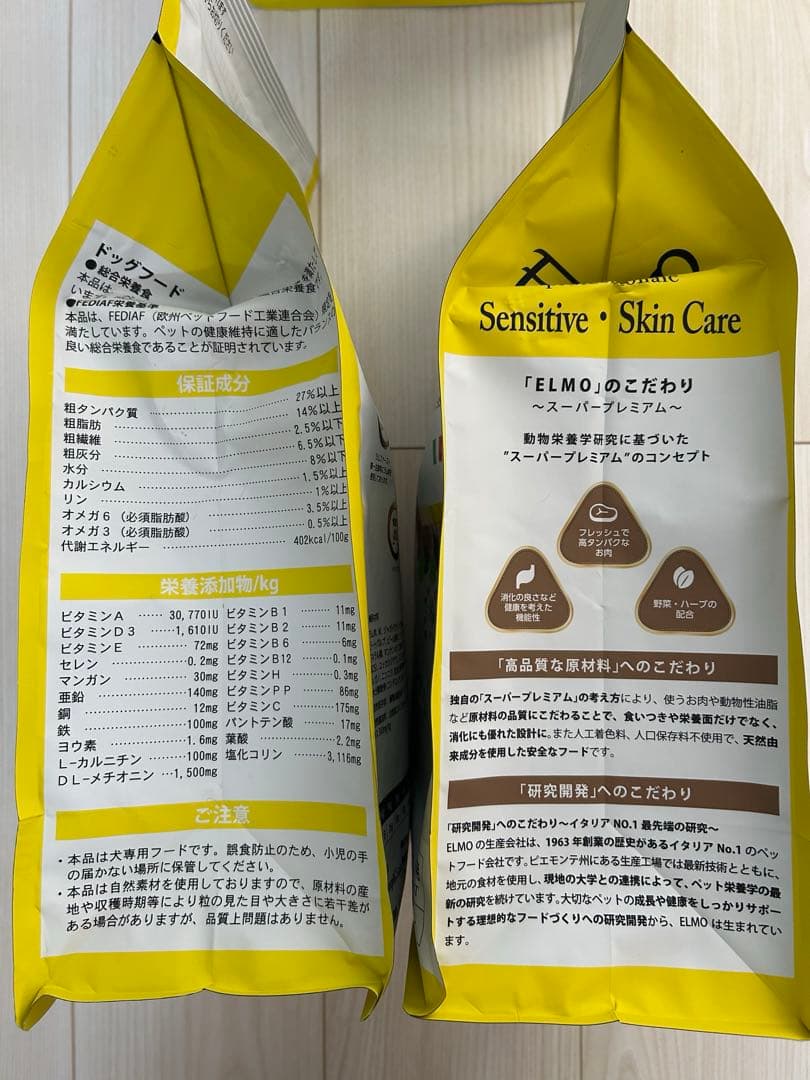 ドッグフード
●総合栄養食
本品は
います。
●FEDIAF栄養基準
本品は、FEDIAF（欧州ペットフード工業連合会）
満たしています。ペットの健康維持に適したバランスの
良い総合栄養食であることが証明されています。
保証成分
粗タンパク質 27%以上
粗脂肪 14%以上
粗繊維 2.5%以下
粗灰分 6.5%以下
水分 8%以下
カルシウム 1.5%以上
リン 1%以上
オメガ６（必須脂肪酸） 3.5%以上
オメガ３（必須脂肪酸） 0.5%以上
代謝エネルギー 402kcal/100g
栄養添加物/kg
ビタミンＡ …… 30,770IU ビタミンＢ１ ……… 11mg
ビタミンＤ３ … 1,610IU ビタミンＢ２ ……… 11mg
ビタミンＥ ……… 72mg ビタミンＢ６ ……… 6mg
セレン ……… 0.2mg ビタミンB12 …… 0.1mg
マンガン ……… 30mg ビタミンＨ ……… 0.3mg
亜鉛 ……… 140mg ビタミンＰＰ …… 86mg
銅 ……… 12mg ビタミンＣ ……… 175mg
鉄 ……… 100mg パントテン酸 …… 17mg
ヨウ素 ……… 1.6mg 葉酸 ……… 2.2mg
Ｌ-カルニチン …… 100mg 塩化コリン … 3,116mg
ＤＬ-メチオニン … 1,500mg
ご注意
・本品は犬専用フードです。誤食防止のため、小児の手
の届かない場所に保管してください。
・本品は自然素材を使用しておりますので、原材料の産
地や収穫時期等により粒の見た目や大きさに若干差が
ある場合がありますが、品質上問題はありません。
Sensitive・Skin Care
「ELMO」のこだわり
～スーパープレミアム～
動物栄養学研究に基づいた
"スーパープレミアム"のコンセプト
フレッシュで
高タンパクな
お肉
消化の良さなど
健康を考えた
機能性
野菜・ハーブの
配合
「高品質な原材料」へのこだわり
独自の「スーパープレミアム」の考え方により、使うお肉や動物性油脂
など原材料の品質にこだわることで、食いつきや栄養面だけでなく、
消化にも優れた設計に。また人工着色料、人口保存料不使用で、天然由
来成分を使用した安全なフードです。
「研究開発」へのこだわり
「研究開発」へのこだわり～イタリア NO.1 最先端の研究～
ELMO の生産会社は、1963 年創業の歴史があるイタリア No.1 のペッ
トフード会社です。ピエモンテ州にある生産工場では最新技術とともに、
地元の食材を使用し、現地の大学との連携によって、ペット栄養学の最
新の研究を続けています。大切なペットの成長や健康をしっかりサポー
トする理想的なフードづくりへの研究開発から、ELMO は生まれてい
ます。